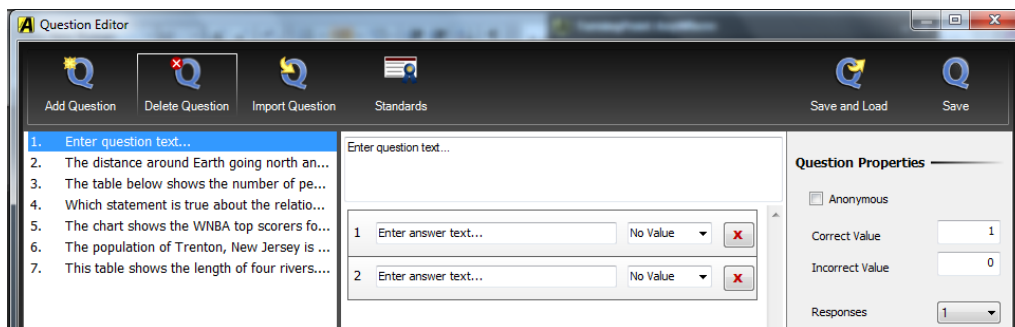 Question Editor
Add Question
Delete Question
Import Question
Standards
Save and Load
Save
1. Enter question text...
2. The distance around Earth going north an...
3. The table below shows the number of pe...
4. Which statement is true about the relatio...
5. The chart shows the WNBA top scorers fo...
6. The population of Trenton, New Jersey is ...
7. This table shows the length of four rivers....
Enter question text...
1 Enter answer text... No Value X
2 Enter answer text... No Value X
Question Properties
Anonymous
Correct Value 1
Incorrect Value 0
Responses 1